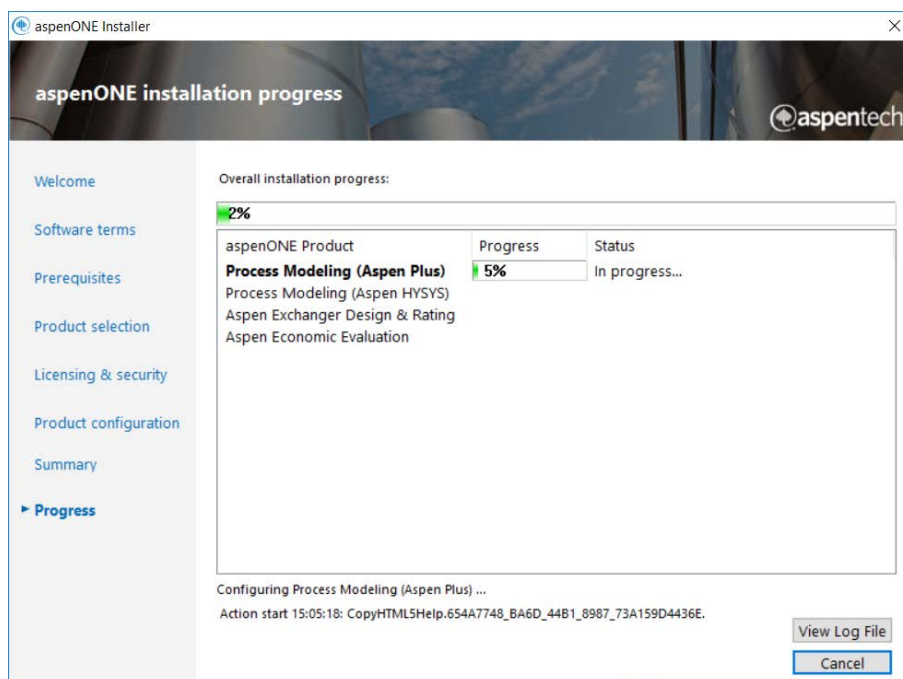 aspenONE Installer
aspenONE installation progress
aspentech
Welcome
Software terms
Prerequisites
Product selection
Licensing & security
Product configuration
Summary
Progress
Overall installation progress:
2%
aspenONE Product Progress Status
Process Modeling (Aspen Plus) 5% In progress...
Process Modeling (Aspen HYSYS)
Aspen Exchanger Design & Rating
Aspen Economic Evaluation
Configuring Process Modeling (Aspen Plus) ...
Action start 15:05:18: CopyHTML5Help.654A7748_BA6D_44B1_8987_73A159D4436E.
View Log File
Cancel